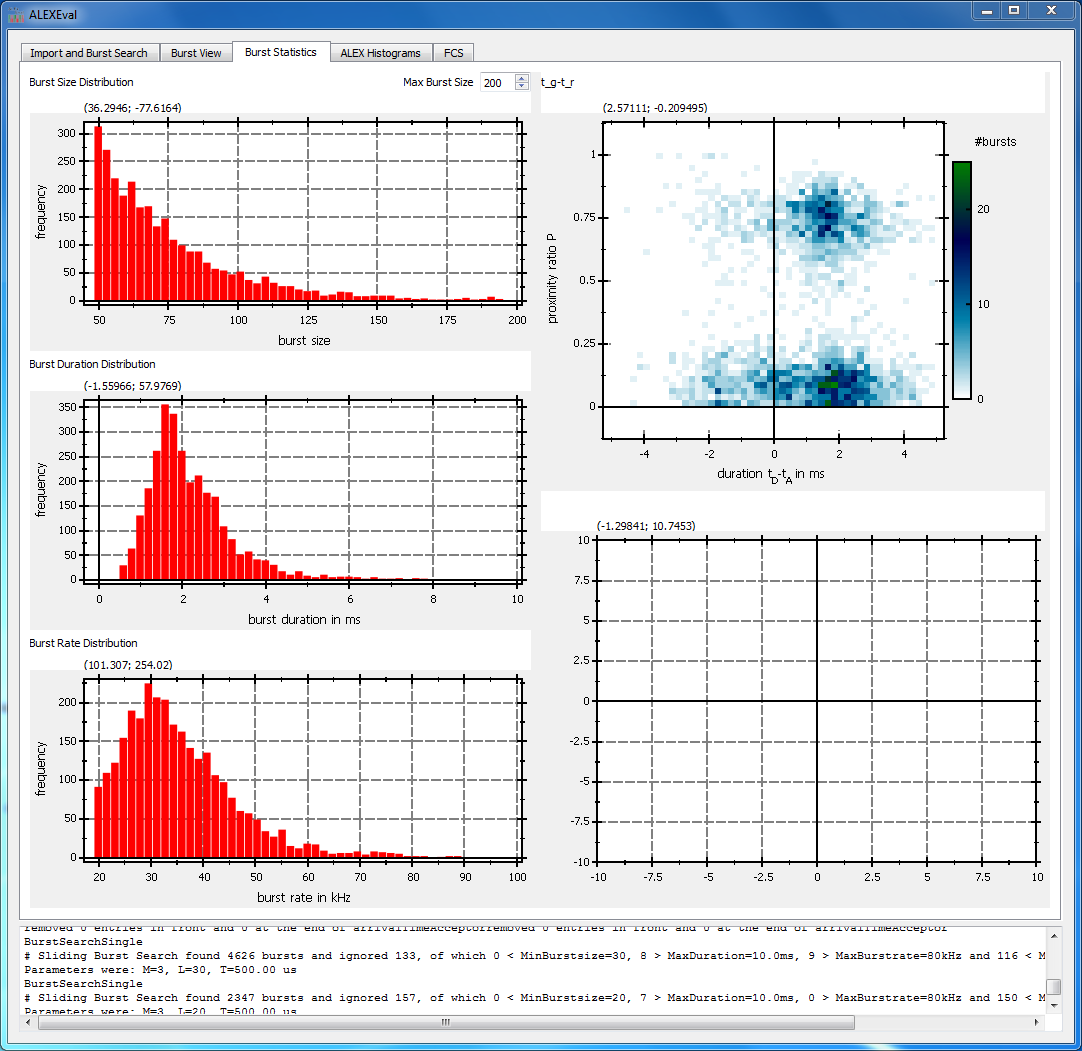 ALEXEval
Import and Burst Search Burst View Burst Statistics ALEX Histograms FCS
Burst Size Distribution Max Burst Size 200
(36.2946; -77.6164)
300
250
200
150
100
50
0
frequency
50 75 100 125 150 175 200
burst size
Burst Duration Distribution
(-1.55966; 57.9769)
350
300
250
200
150
100
50
0
frequency
0 2 4 6 8 10
burst duration in ms
Burst Rate Distribution
(101.307; 254.02)
200
150
100
50
0
frequency
20 30 40 50 60 70 80 90 100
burst rate in kHz
t_g-t_r
(2.57111; -0.209495)
1
0.75
0.5
0.25
0
proximity ratio P
-4 -2 0 2 4
duration tD-tA in ms
#bursts
20
10
0
(-1.29841; 10.7453)
10
7.5
5
2.5
0
-2.5
-5
-7.5
-10
-10 -7.5 -5 -2.5 0 2.5 5 7.5 10
removed 0 entries in front and 0 at the end of arrivalTimeAcceptorremoved 0 entries in front and 0 at the end of arrivalTimeAcceptor
BurstSearchSingle
# Sliding Burst Search found 4626 bursts and ignored 133, of which 0 < MinBurstsize=30, 8 > MaxDuration=10.0ms, 9 > MaxBurstrate=80kHz and 116 < M
Parameters were: M=3, L=30, T=500.00 us
BurstSearchSingle
# Sliding Burst Search found 2347 bursts and ignored 157, of which 0 < MinBurstsize=20, 7 > MaxDuration=10.0ms, 0 > MaxBurstrate=80kHz and 150 < M
Parameters were: M=3, L=20, T=500.00 us